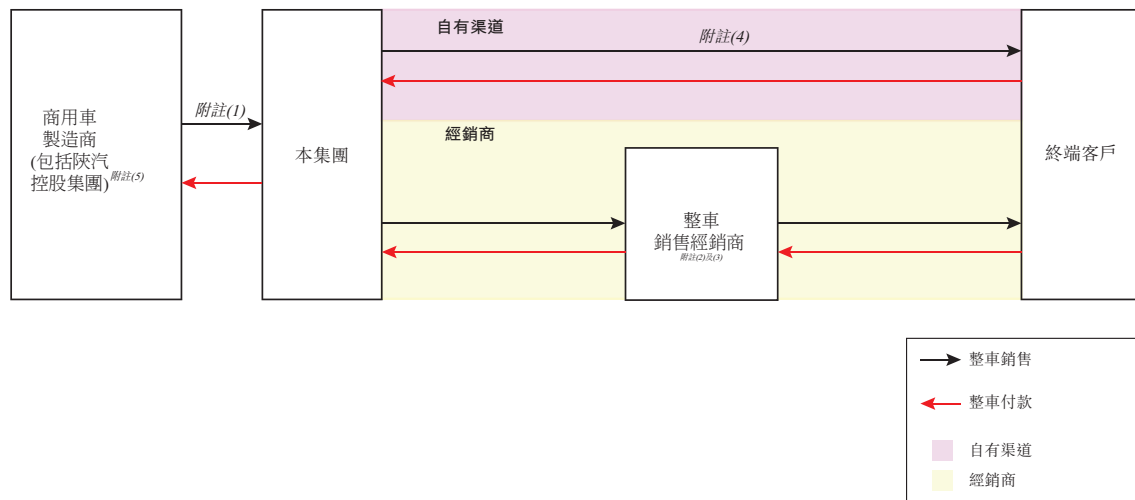 自有渠道
附註(4)
附註(1)
商用車
製造商
(包括陝汽
控股集團)附註(5)
本集團
經銷商
整車
銷售經銷商
附註(2)及(3)
終端客戶
整車銷售
整車付款
自有渠道
經銷商